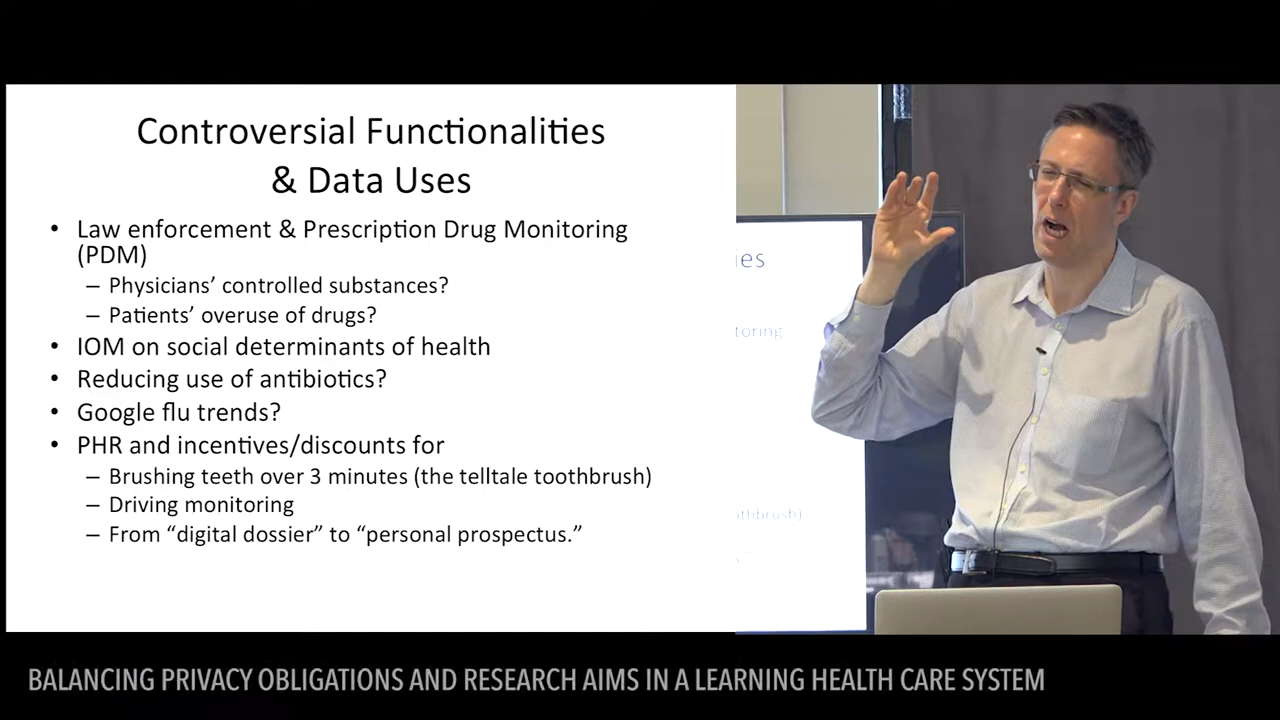 Controversial Functionalities
& Data Uses
• Law enforcement & Prescription Drug Monitoring
(PDM)
– Physicians’ controlled substances?
– Patients’ overuse of drugs?
• IOM on social determinants of health
• Reducing use of antibiotics?
• Google flu trends?
• PHR and incentives/discounts for
– Brushing teeth over 3 minutes (the telltale toothbrush)
– Driving monitoring
– From “digital dossier” to “personal prospectus.”
ies
toring
othbrush)
BALANCING PRIVACY OBLIGATIONS AND RESEARCH AIMS IN A LEARNING HEALTH CARE SYSTEM